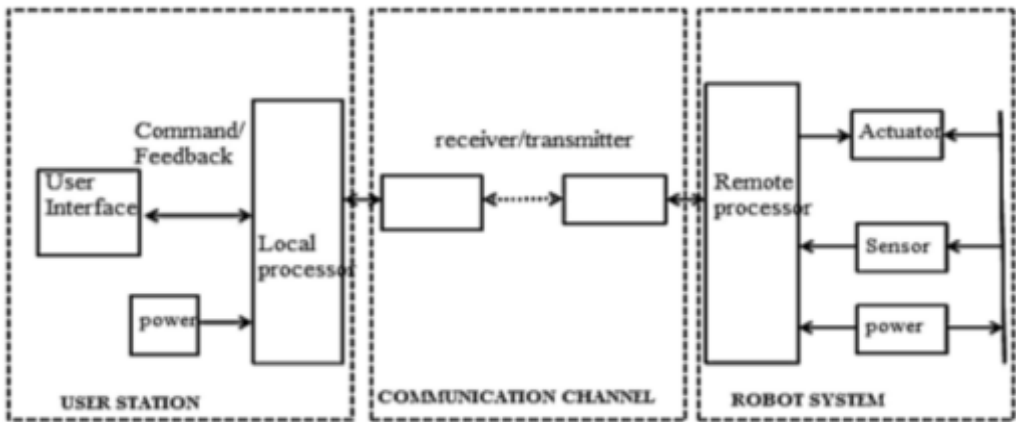 Command/
Feedback
User
Interface
Local
processor
power
USER STATION
receiver/transmitter
COMMUNICATION CHANNEL
Remote
processor
Actuator
Sensor
power
ROBOT SYSTEM